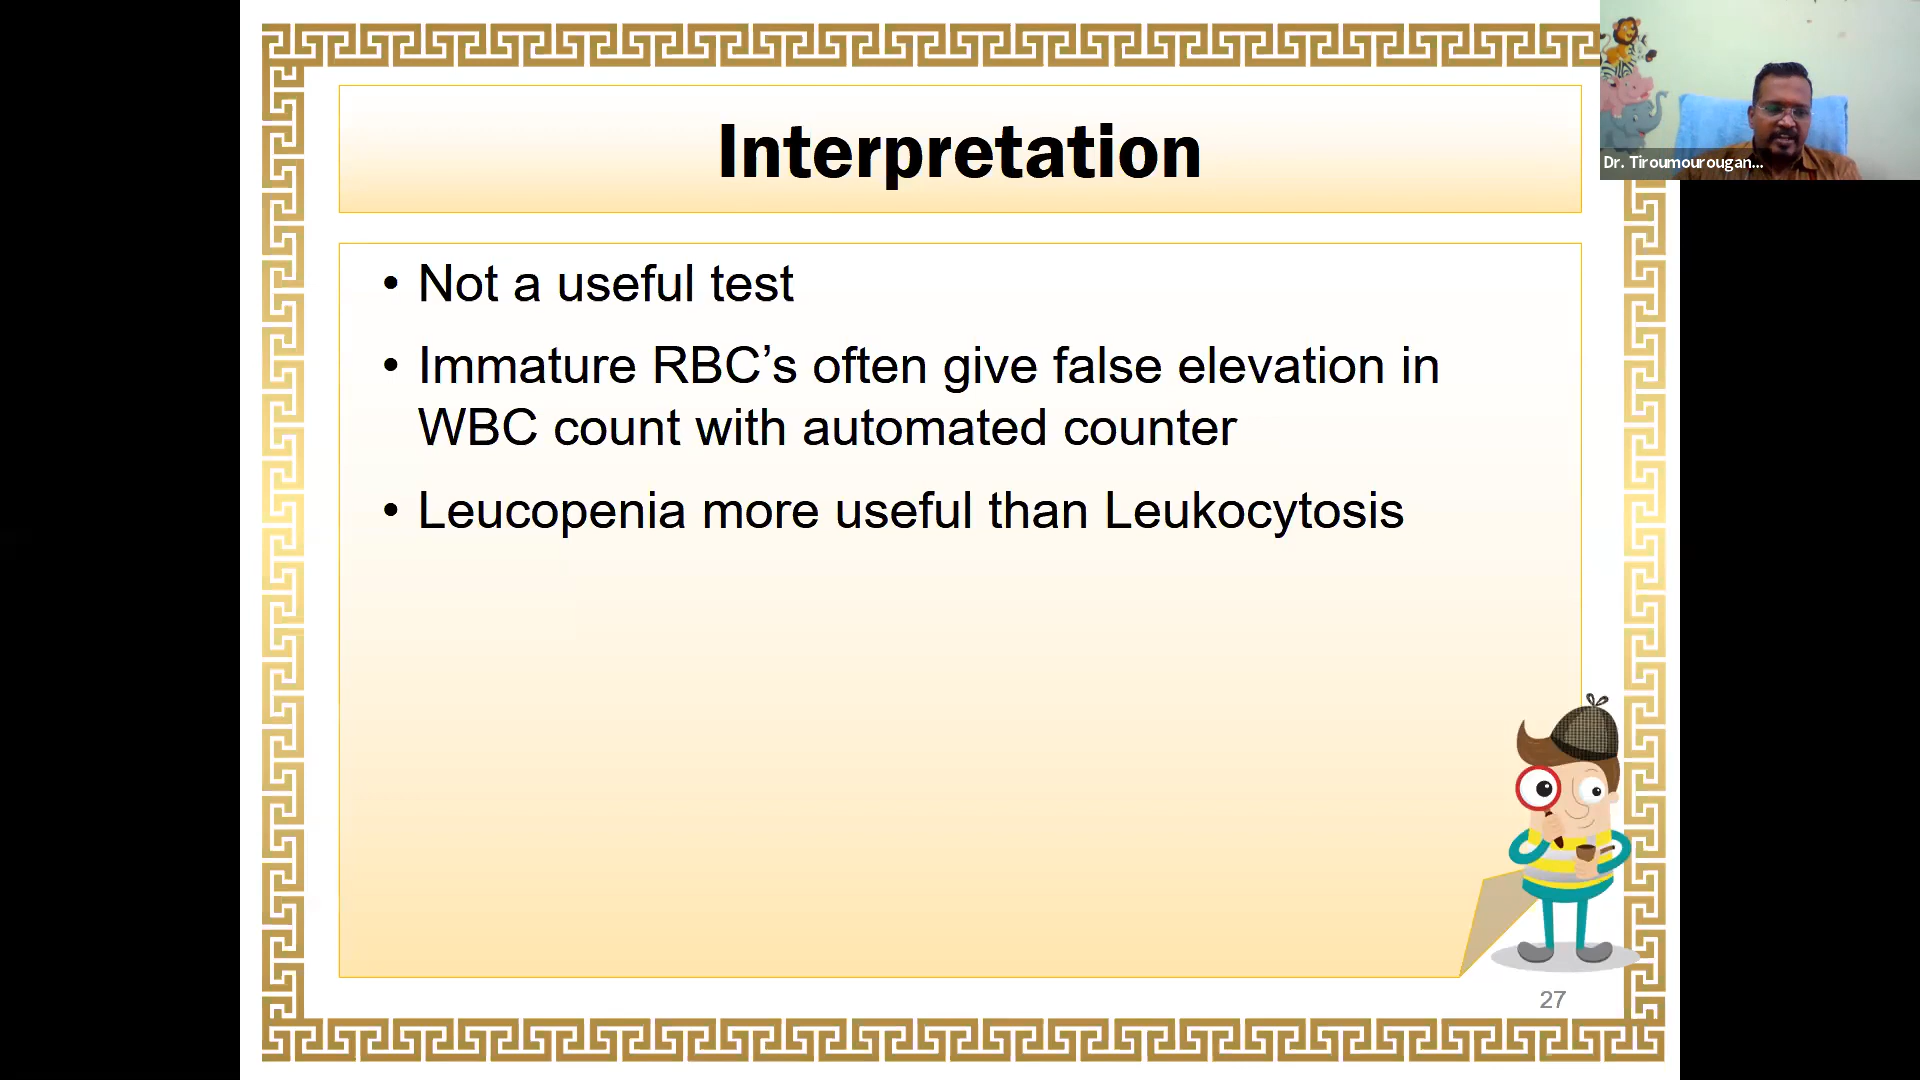 Interpretation
Dr. Tiroumourougan...
• Not a useful test
• Immature RBC’s often give false elevation in
WBC count with automated counter
• Leucopenia more useful than Leukocytosis
27